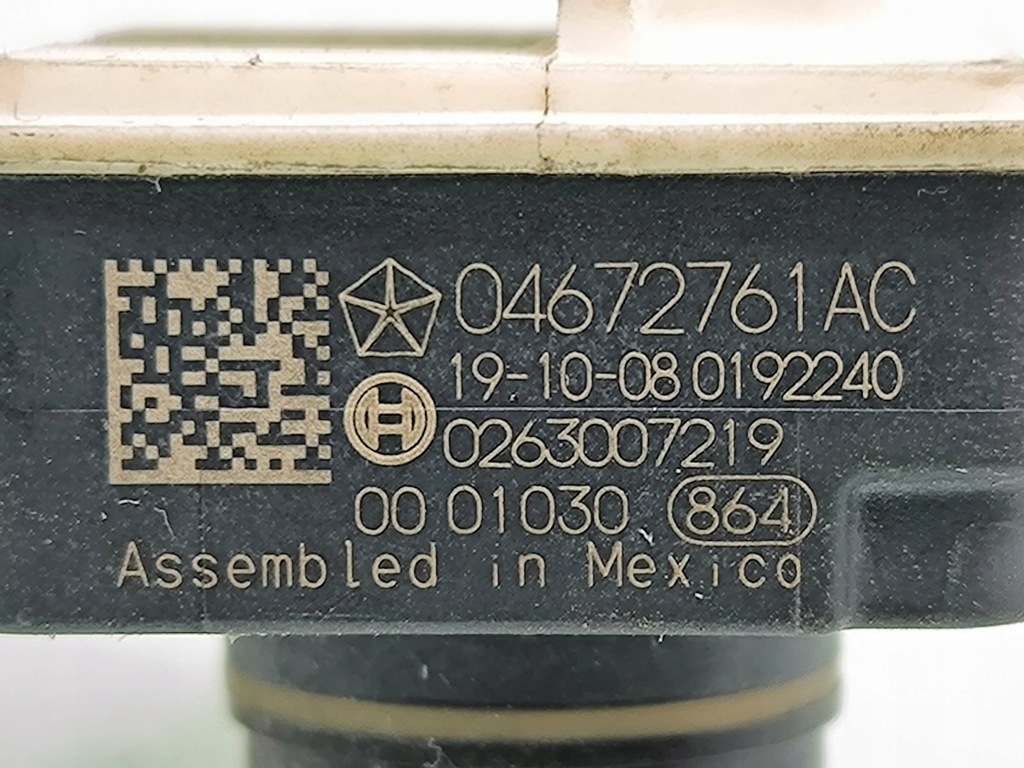 04672761AC
19-10-08 0192240
0263007219
00 01030 864
Assembled in Mexico